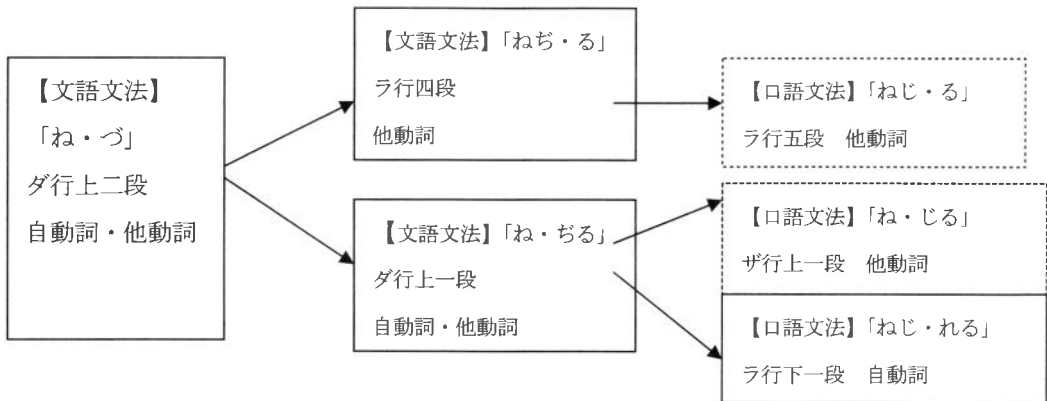 【文語文法】
「ね・づ」
ダ行上二段
自動詞・他動詞
【文語文法】「ねぢ・る」
ラ行四段
他動詞
【文語文法】「ね・ぢる」
ダ行上一段
自動詞・他動詞
【口語文法】「ねじ・る」
ラ行五段　他動詞
【口語文法】「ね・じる」
ザ行上一段　他動詞
【口語文法】「ねじ・れる」
ラ行下一段　自動詞